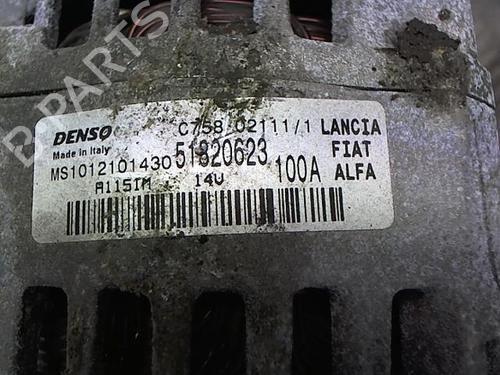 B-PARTS
DENSO C758 02111/1 LANCIA
Made in Italy 51820623 FIAT
MS1012101430 100A ALFA
A115IM 14V